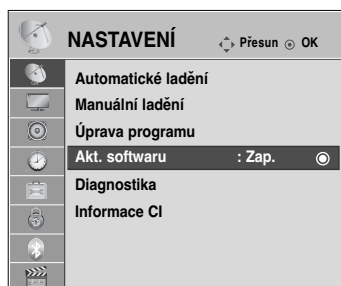 NASTAVENÍ Přesun OK
Automatické ladění
Manuální ladění
Úprava programu
Akt. softwaru : Zap.
Diagnostika
Informace CI